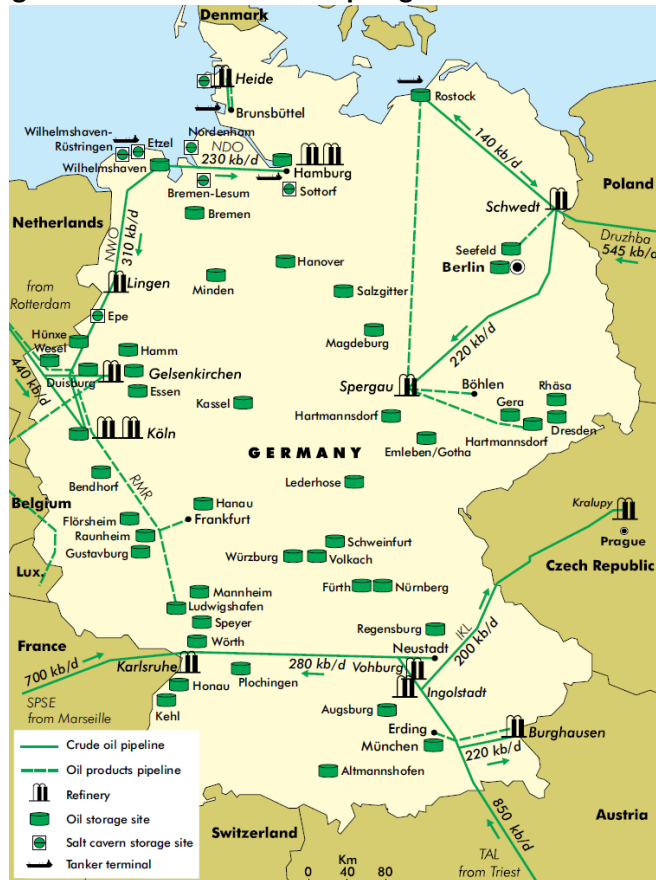 Denmark
Heide
Brunsbüttel
Rostock
Wilhelmshaven-
Rüstringen
Etzel
Nordenham
NDO
230 kb/d
Wilhelmshaven
Hamburg
Bremen-Lesum
Sottorf
Bremen
140 kb/d
Poland
Schwedt
Druzhba
545 kb/d
Netherlands
NWO
310 kb/d
Seefeld
Berlin
Hanover
Lingen
Minden
Salzgitter
from
Rotterdam
Epe
Magdeburg
220 kb/d
Hünxe
Wesel
Hamm
440 kb/d
Duisburg
Gelsenkirchen
Essen
Spergau
Böhlen
Rhäsa
Gera
Kassel
Hartmannsdorf
Dresden
Hartmannsdorf
Köln
Emleben/Gotha
GERMANY
Bendhorf
RMR
Lederhose
Belgium
Hanau
Frankfurt
Flörsheim
Raunheim
Gustavburg
Kralupy
Prague
Schweinfurt
Würzburg
Volkach
Lux.
Czech Republic
Mannheim
Fürth
Nürnberg
Ludwigshafen
Speyer
Regensburg
IKL
200 kb/d
France
Wörth
Neustadt
700 kb/d
Karlsruhe
280 kb/d
Vohburg
Plochingen
Ingolstadt
SPSE
from Marseille
Honau
Kehl
Augsburg
Erding
Burghausen
München
220 kb/d
Altmannshofen
Crude oil pipeline
Oil products pipeline
Refinery
Oil storage site
Salt cavern storage site
Tanker terminal
Austria
850 kb/d
Switzerland
TAL
from Triest
Km
0 40 80